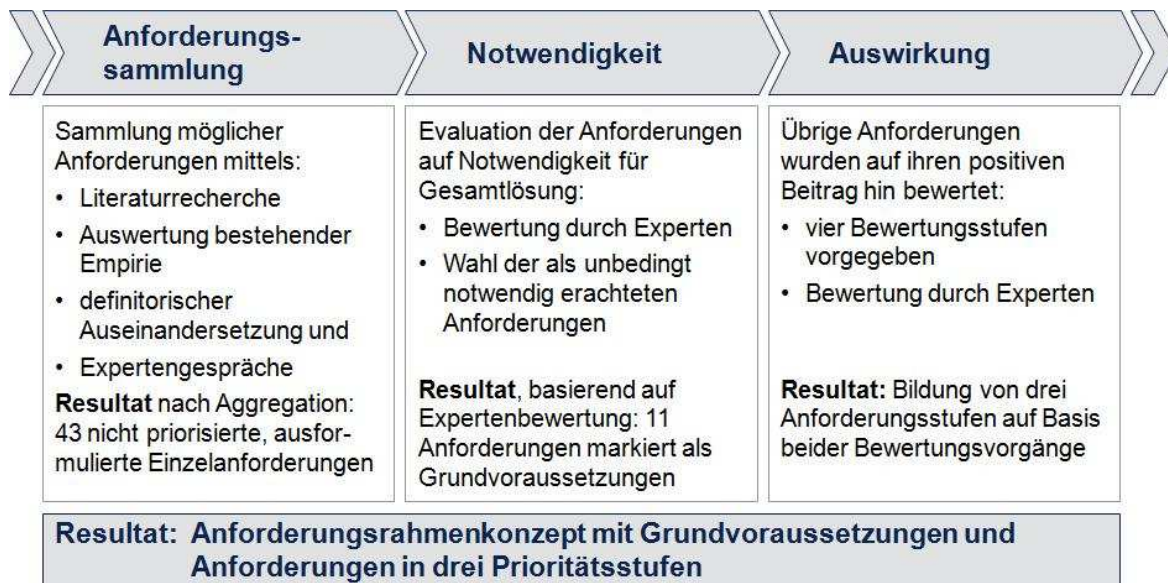 Anforderungs-
sammlung
Notwendigkeit
Auswirkung
Sammlung möglicher
Anforderungen mittels:
• Literaturrecherche
• Auswertung bestehender
Empirie
• definitorischer
Auseinandersetzung und
• Expertengespräche
Resultat nach Aggregation:
43 nicht priorisierte, ausfor-
mulierte Einzelanforderungen
Evaluation der Anforderungen
auf Notwendigkeit für
Gesamtlösung:
• Bewertung durch Experten
• Wahl der als unbedingt
notwendig erachteten
Anforderungen
Resultat, basierend auf
Expertenbewertung: 11
Anforderungen markiert als
Grundvoraussetzungen
Übrige Anforderungen
wurden auf ihren positiven
Beitrag hin bewertet:
• vier Bewertungsstufen
vorgegeben
• Bewertung durch Experten
Resultat: Bildung von drei
Anforderungsstufen auf Basis
beider Bewertungsvorgänge
Resultat: Anforderungsrahmenkonzept mit Grundvoraussetzungen und
Anforderungen in drei Prioritätsstufen